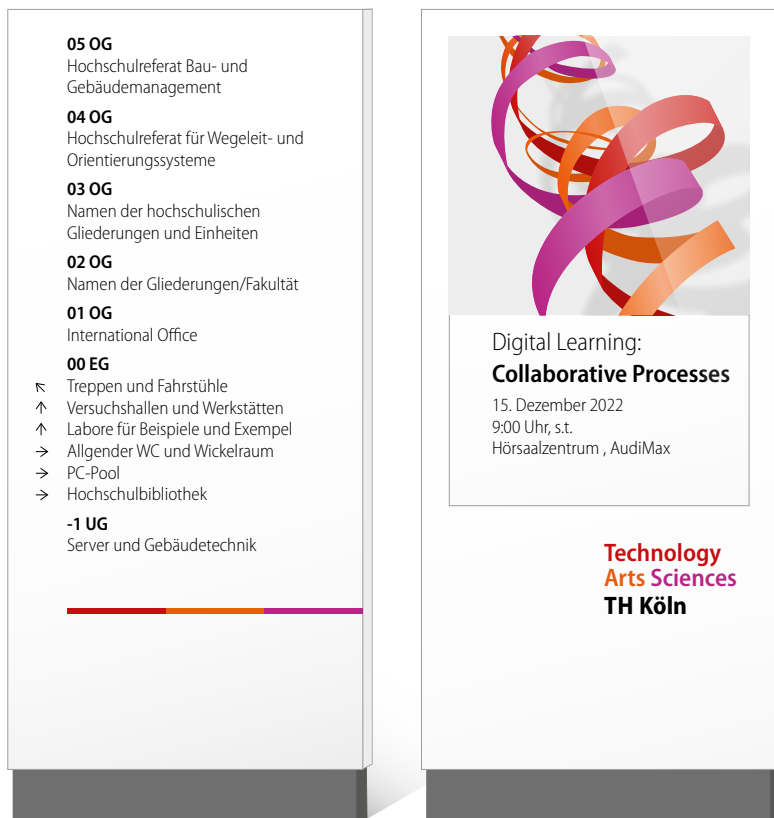 05 OG
Hochschulreferat Bau- und
Gebäudemanagement
04 OG
Hochschulreferat für Wegeleit- und
Orientierungssysteme
03 OG
Namen der hochschulischen
Gliederungen und Einheiten
02 OG
Namen der Gliederungen/Fakultät
01 OG
International Office
00 EG
↖ Treppen und Fahrstühle
↑ Versuchshallen und Werkstätten
↑ Labore für Beispiele und Exempel
→ Allgender WC und Wickelraum
→ PC-Pool
→ Hochschulbibliothek
-1 UG
Server und Gebäudetechnik
Digital Learning:
Collaborative Processes
15. Dezember 2022
9:00 Uhr, s.t.
Hörsaalzentrum , AudiMax
Technology
Arts Sciences
TH Köln